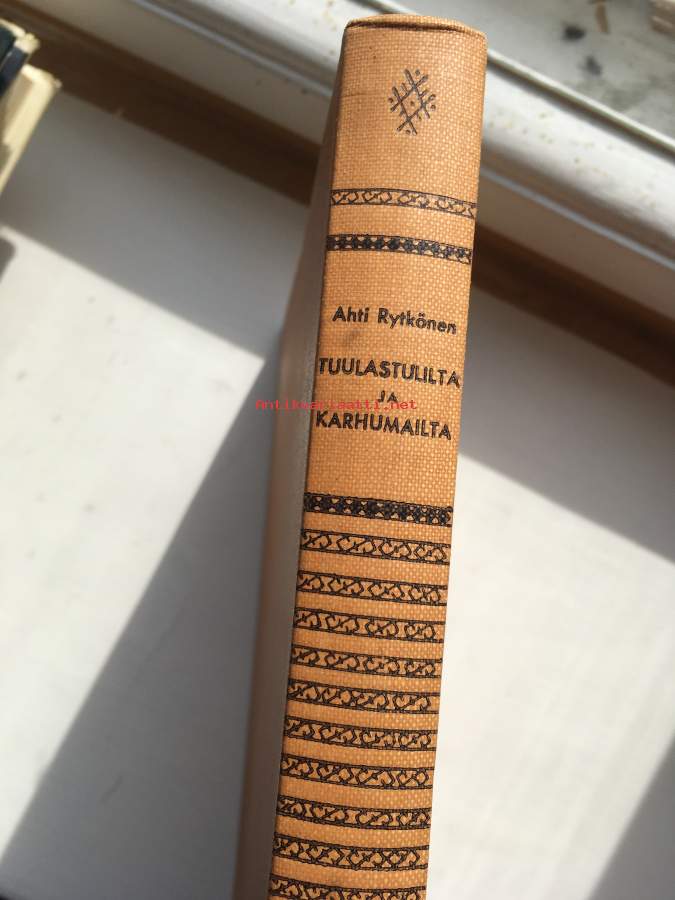 Ahti Rytkönen
TUULASTULILTA
JA
Antikvariaatti.net
KARHUMAILTA